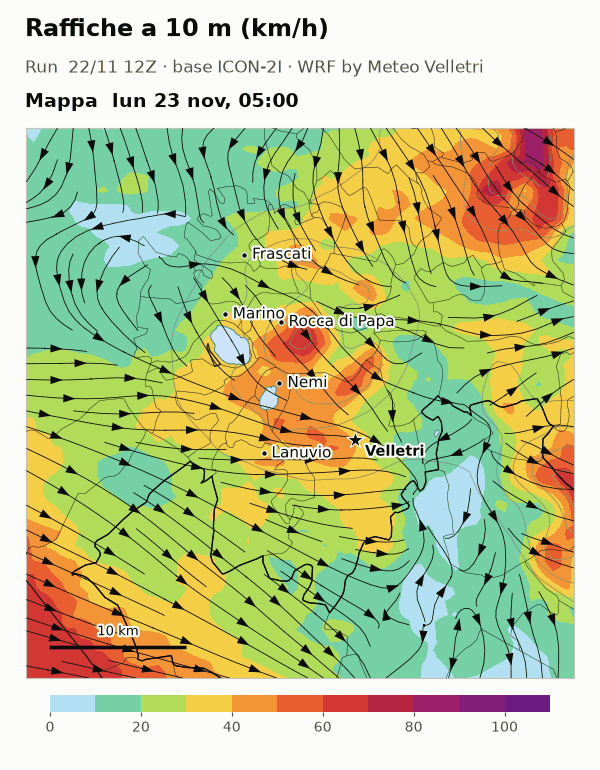 Raffiche a 10 m (km/h)
Run  22/11 12Z · base ICON-2I · WRF by Meteo Velletri
Mappa  lun 23 nov, 05:00
Frascati
Marino
Rocca di Papa
Nemi
Velletri
Lanuvio
10 km
0 20 40 60 80 100